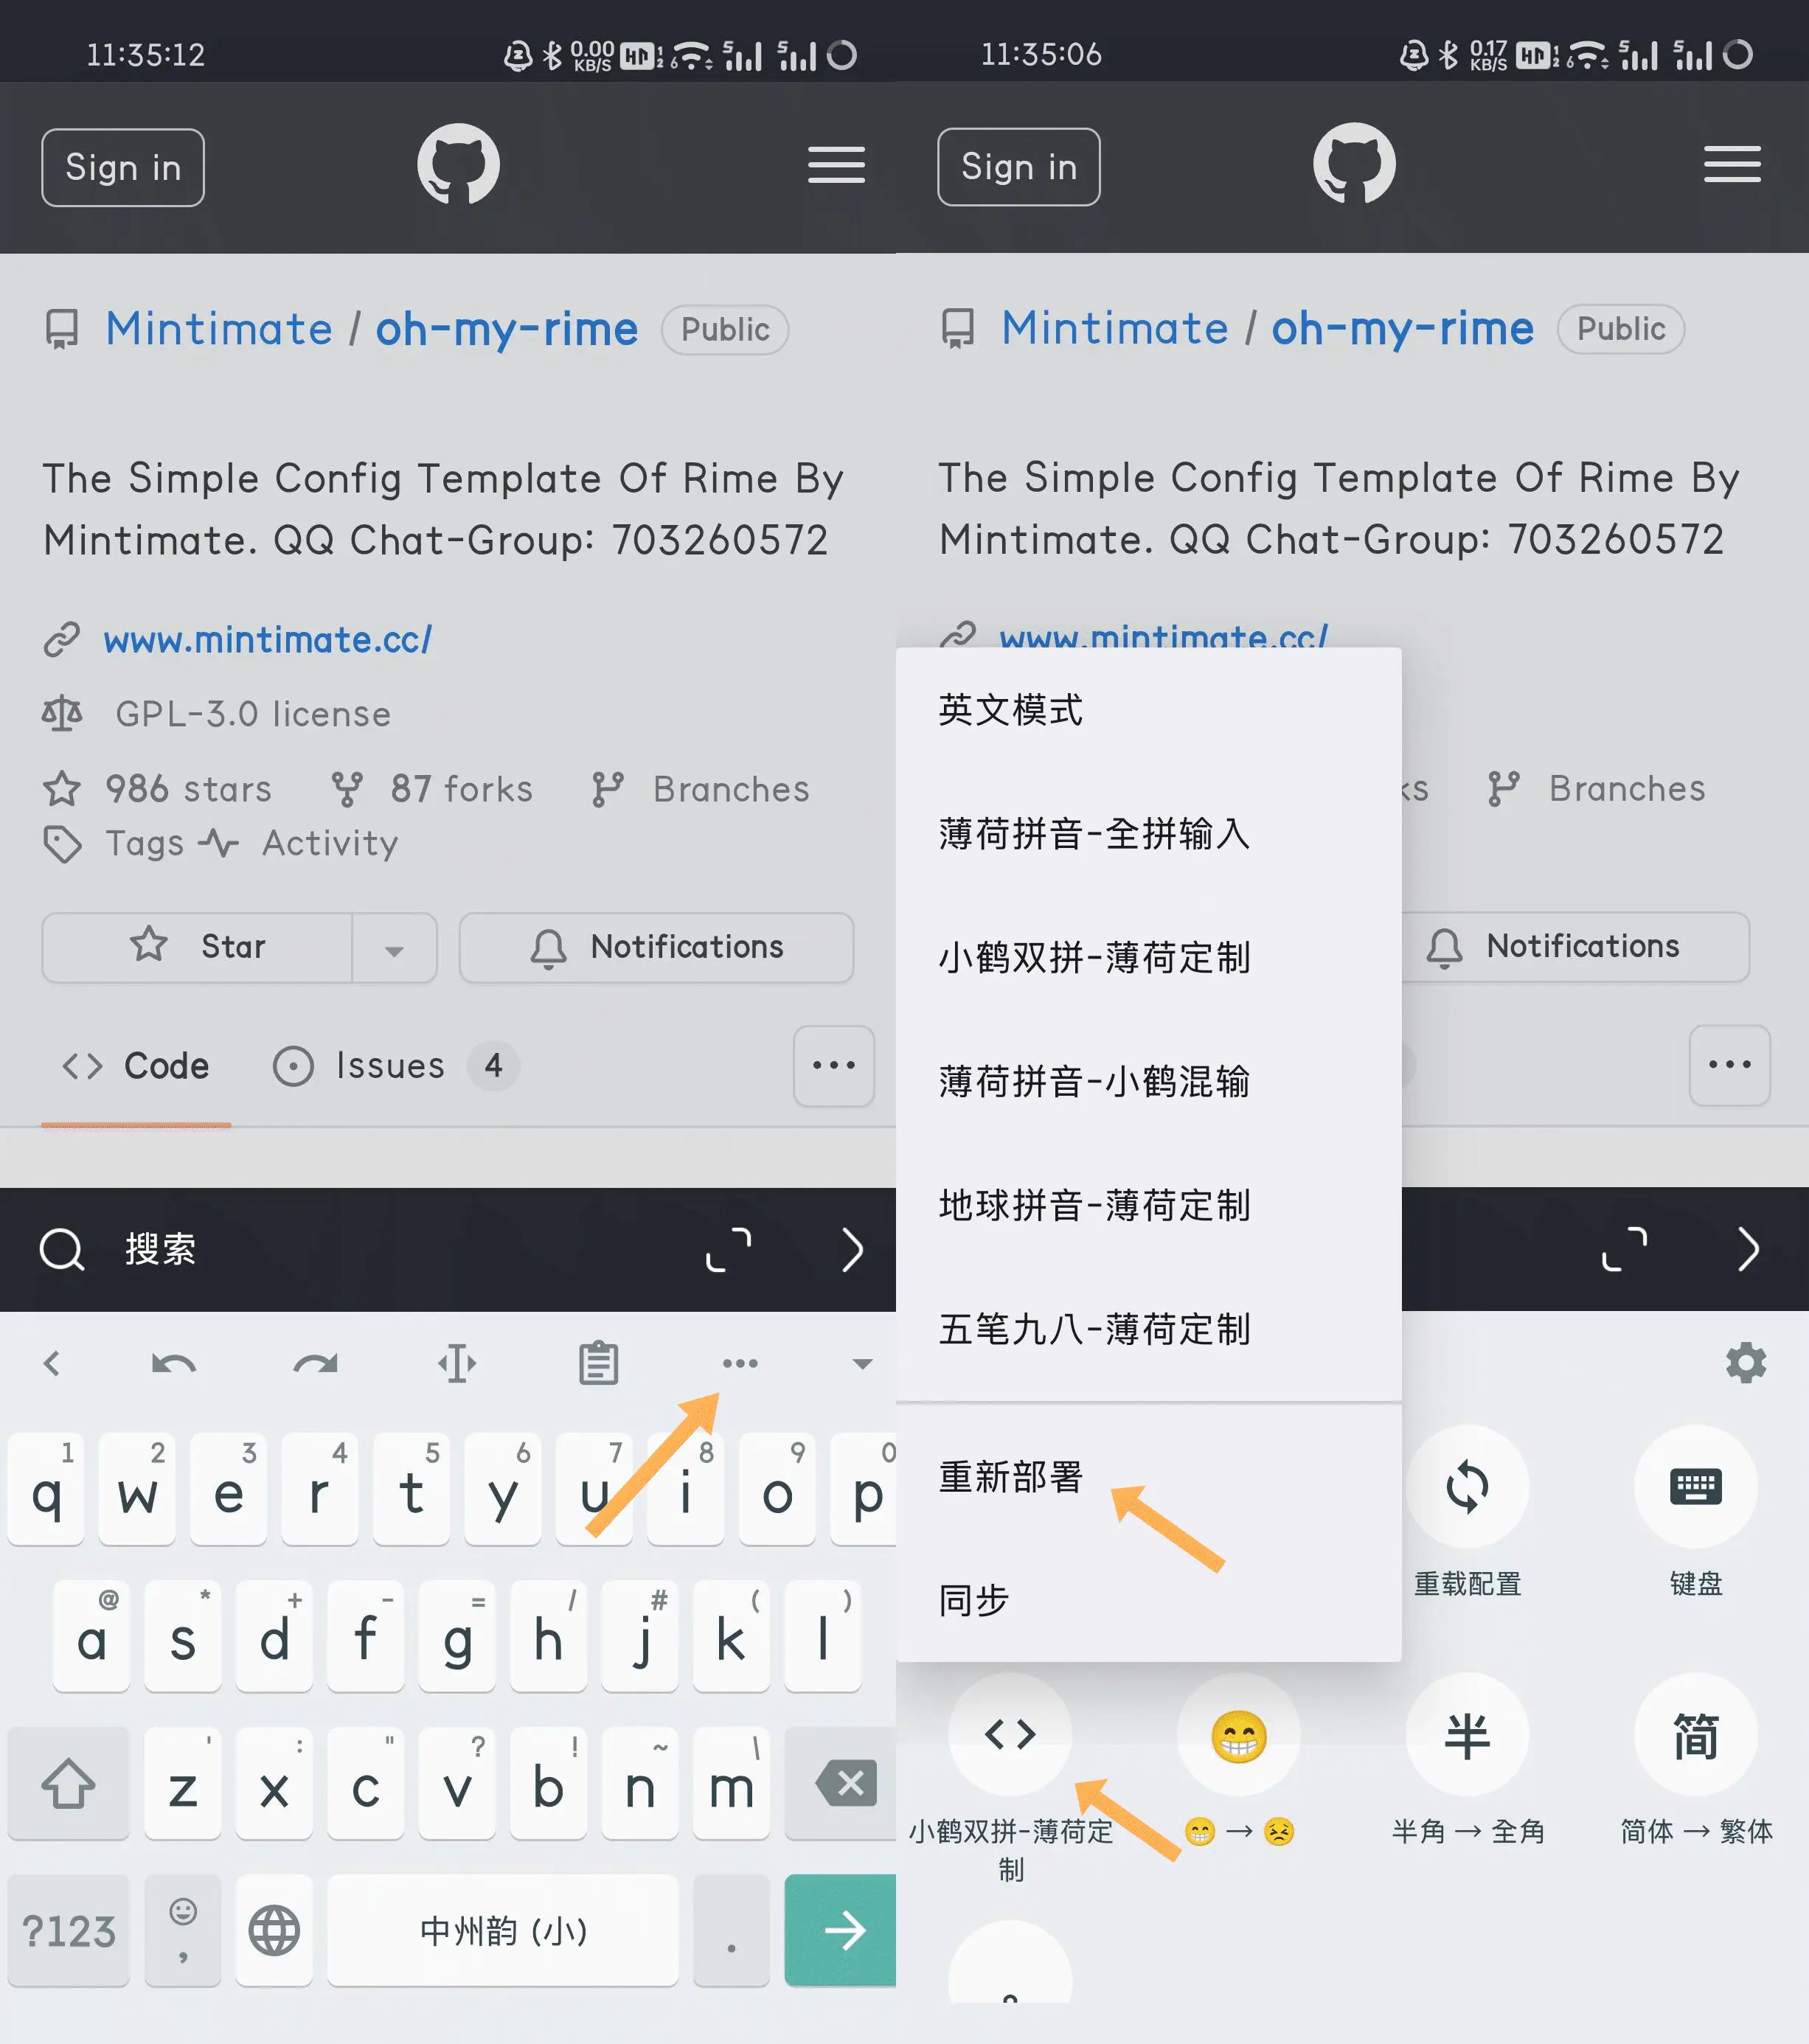 11:35:12
0.00
KB/S
Sign in
Mintimate / oh-my-rime Public
The Simple Config Template Of Rime By
Mintimate. QQ Chat-Group: 703260572
www.mintimate.cc/
GPL-3.0 license
986 stars 87 forks Branches
Tags Activity
Star Notifications
Code Issues 4
搜索
1 2 3 4 5 6 7 8 9 0
q w e r t y u i o p
@ * + - = / # ( )
a s d f g h j k l
' : " ? ! ~ \
z x c v b n m
?123 , 中州韵 (小) .
11:35:06
0.17
KB/S
Sign in
Mintimate / oh-my-rime Public
The Simple Config Template Of Rime By
Mintimate. QQ Chat-Group: 703260572
www.mintimate.cc/
ks Branches
Notifications
英文模式
薄荷拼音-全拼输入
小鹤双拼-薄荷定制
薄荷拼音-小鹤混输
地球拼音-薄荷定制
五笔九八-薄荷定制
重新部署
同步
重载配置 键盘
半 简
小鹤双拼-薄荷定
制
😁 → 😣
半角 → 全角
简体 → 繁体